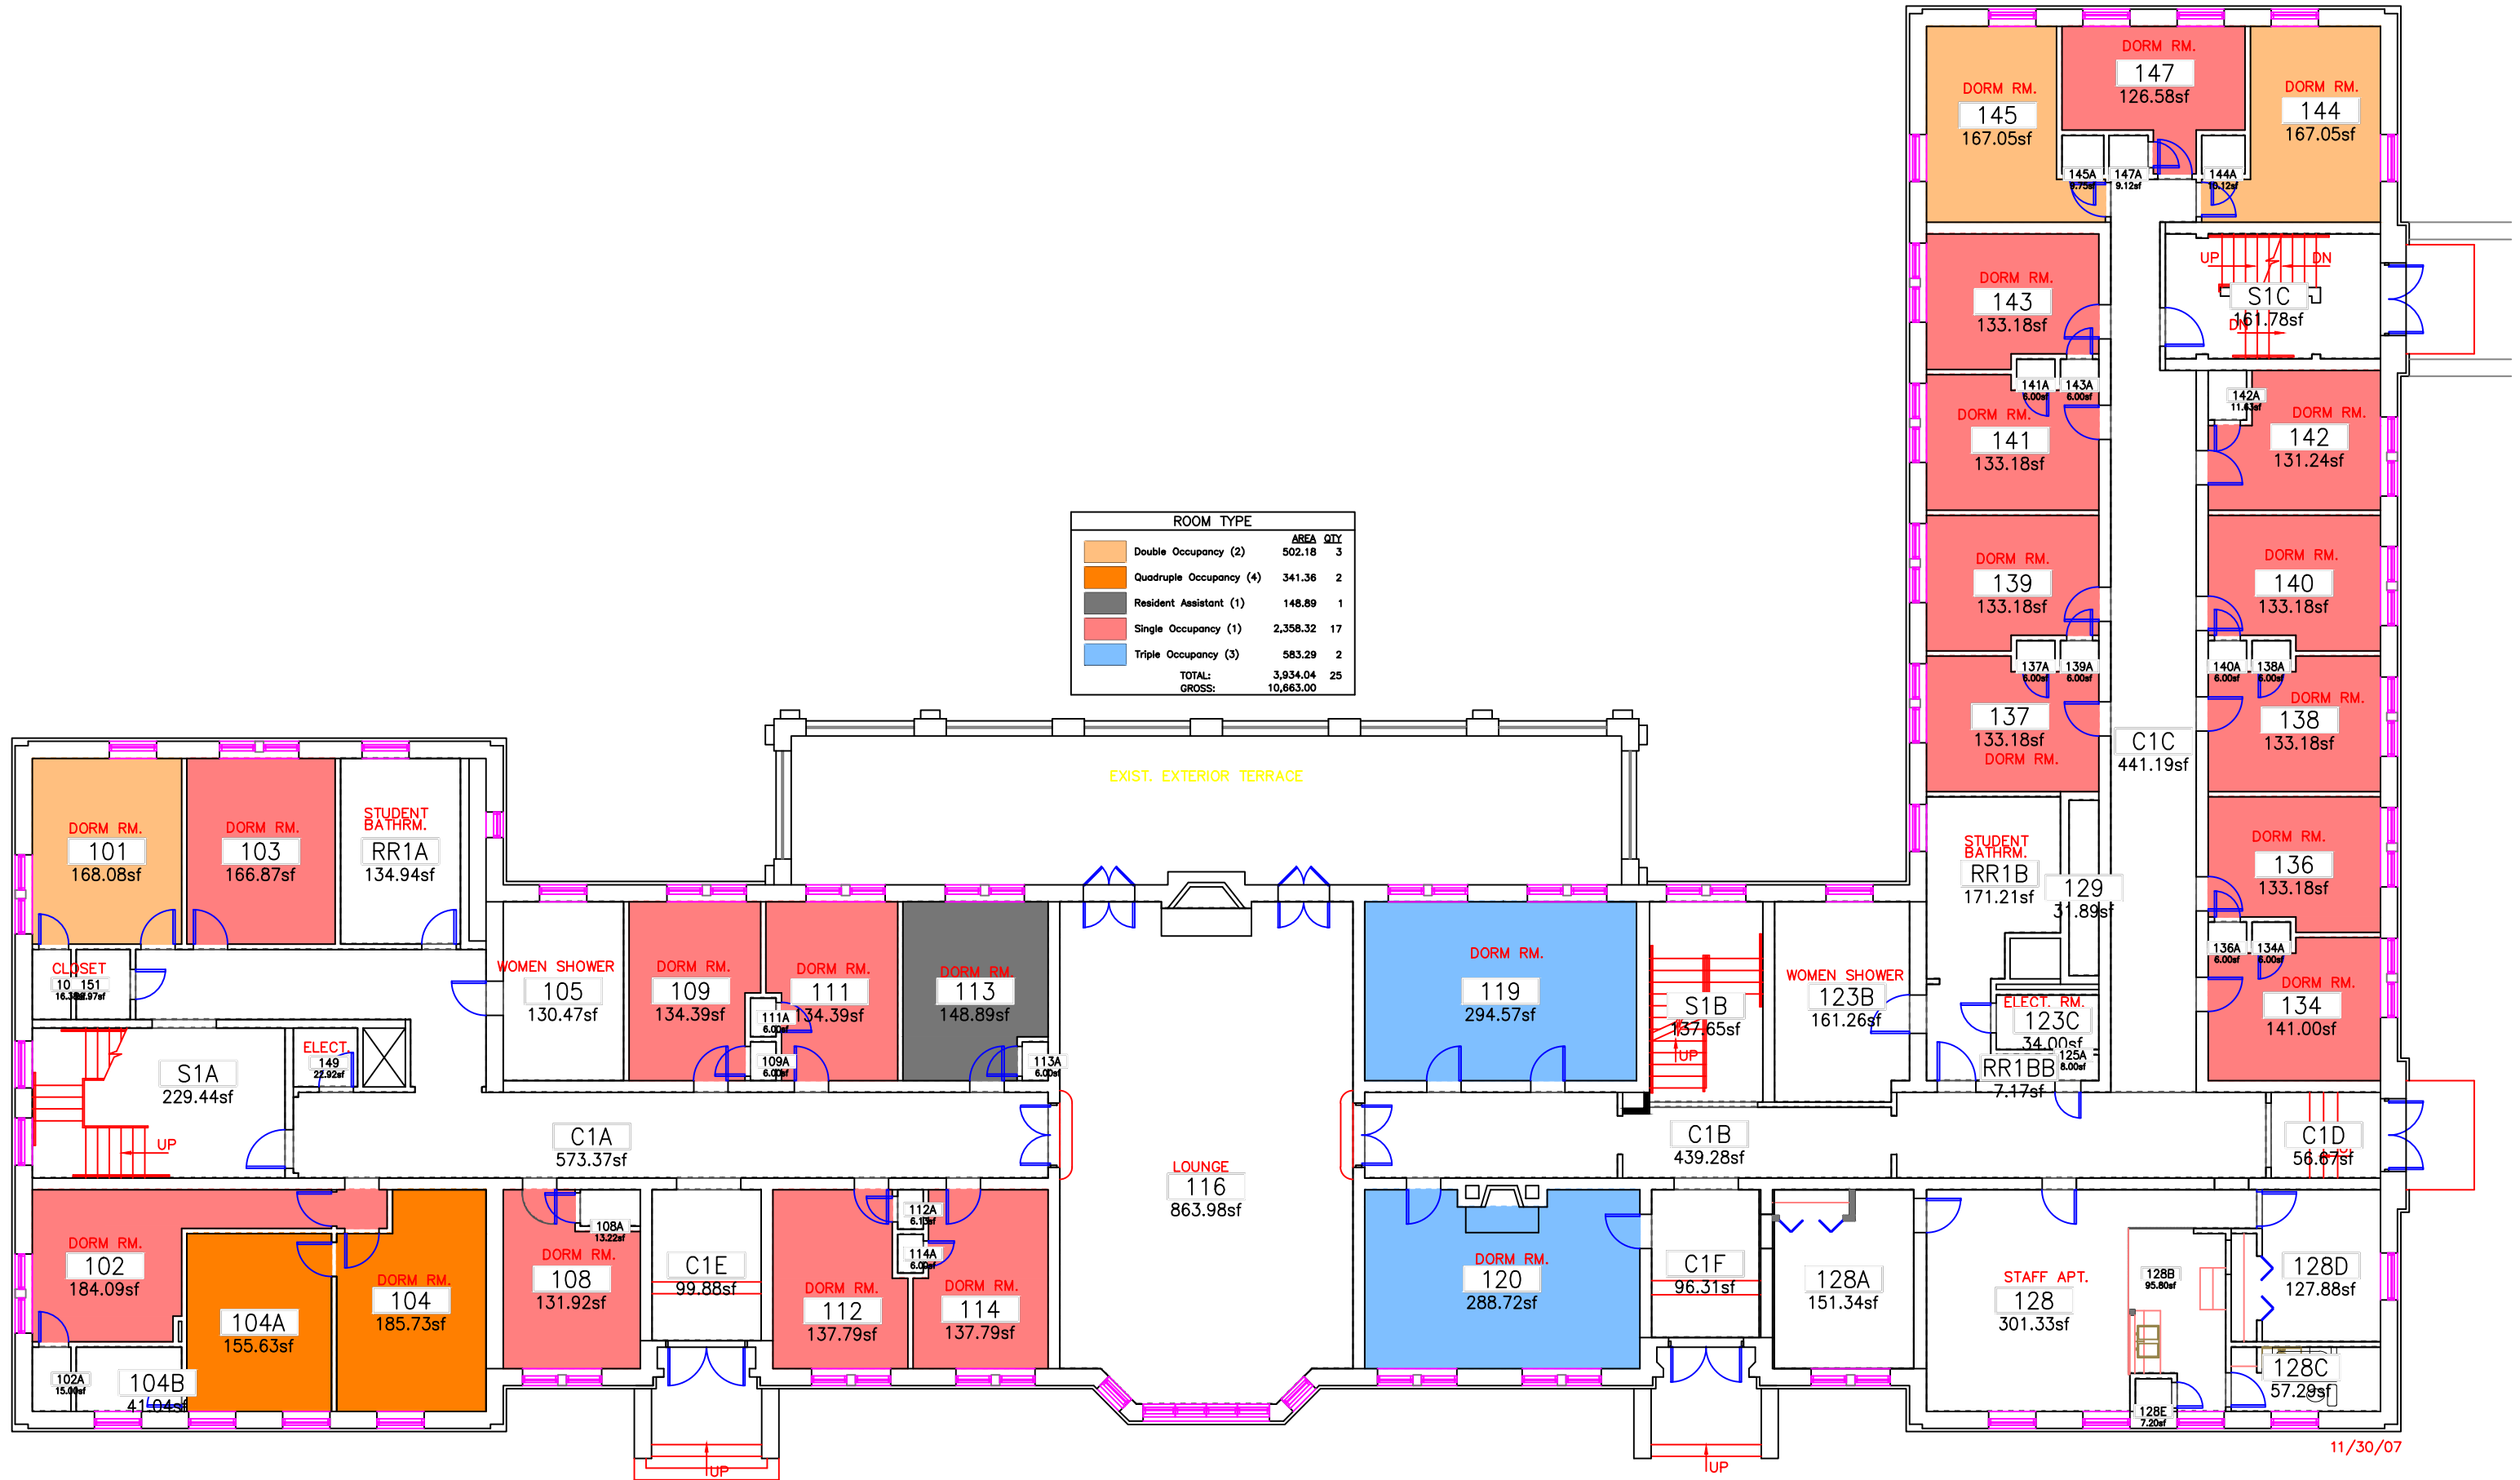 DORM RM.
147
126.58sf
DORM RM.
145
167.05sf
DORM RM.
144
167.05sf
145A
9.75sf
147A
9.12sf
144A
10.12sf
UP
DN
S1C
161.78sf
DN
DORM RM.
143
133.18sf
141A
6.00sf
143A
6.00sf
142A
11.63sf
DORM RM.
141
133.18sf
DORM RM.
142
131.24sf
ROOM TYPE
AREA QTY
Double Occupancy (2) 502.18 3
Quadruple Occupancy (4) 341.36 2
Resident Assistant (1) 148.89 1
Single Occupancy (1) 2,358.32 17
Triple Occupancy (3) 583.29 2
TOTAL: 3,934.04 25
GROSS: 10,663.00
DORM RM.
139
133.18sf
DORM RM.
140
133.18sf
137A
6.00sf
139A
6.00sf
140A
6.00sf
138A
6.00sf
137
133.18sf
DORM RM.
DORM RM.
138
133.18sf
C1C
441.19sf
EXIST. EXTERIOR TERRACE
DORM RM.
101
168.08sf
DORM RM.
103
166.87sf
STUDENT
BATHRM.
RR1A
134.94sf
STUDENT
BATHRM.
RR1B
171.21sf
129
31.89sf
DORM RM.
136
133.18sf
136A
6.00sf
134A
6.00sf
DORM RM.
134
141.00sf
CLOSET
151
WOMEN SHOWER
105
130.47sf
DORM RM.
109
134.39sf
DORM RM.
111
134.39sf
111A
6.00sf
109A
6.00sf
DORM RM.
113
148.89sf
113A
6.00sf
DORM RM.
119
294.57sf
S1B
137.65sf
UP
WOMEN SHOWER
123B
161.26sf
ELECT. RM.
123C
34.00sf
125A
8.00sf
RR1BB
7.17sf
ELECT.
149
22.92sf
S1A
229.44sf
UP
C1A
573.37sf
LOUNGE
116
863.98sf
C1B
439.28sf
C1D
56.67sf
DORM RM.
102
184.09sf
102A
15.00sf
104A
155.63sf
104B
41.04sf
DORM RM.
104
185.73sf
108A
13.22sf
DORM RM.
108
131.92sf
C1E
99.88sf
112A
6.13sf
114A
6.00sf
DORM RM.
112
137.79sf
DORM RM.
114
137.79sf
DORM RM.
120
288.72sf
C1F
96.31sf
128A
151.34sf
STAFF APT.
128
301.33sf
128B
95.80sf
128D
127.88sf
128C
57.29sf
128E
7.20sf
UP
UP
11/30/07